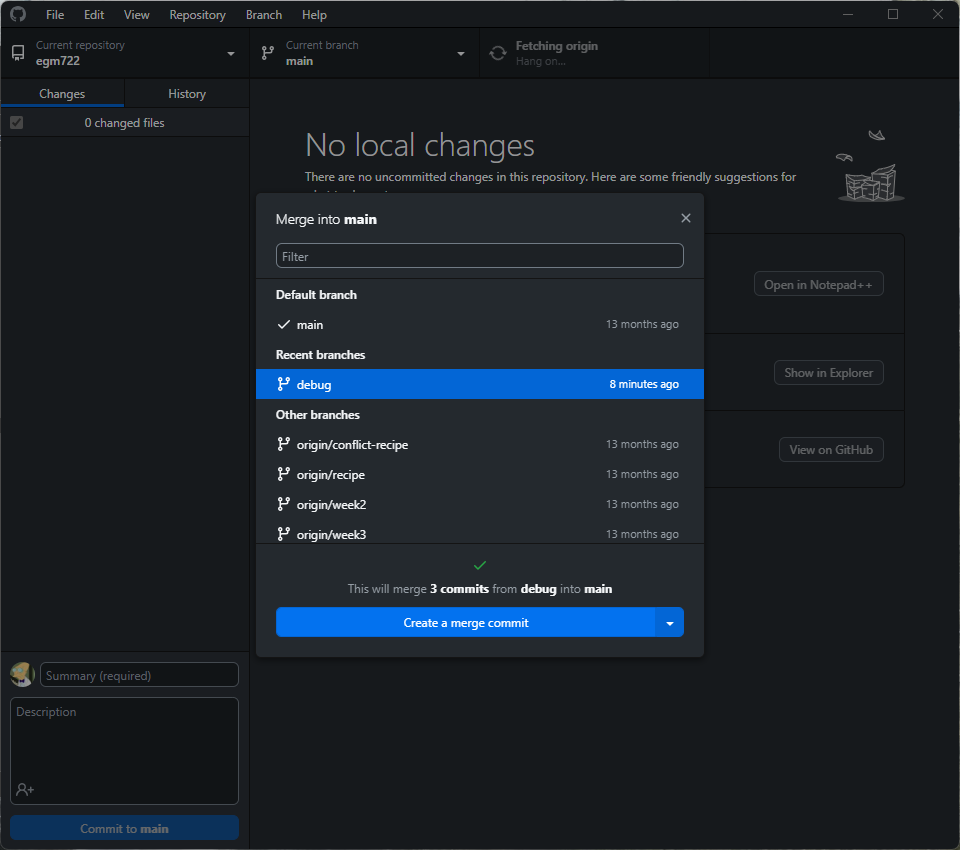 File Edit View Repository Branch Help
Current repository
egm722
Current branch
main
Fetching origin
Hang on...
Changes
History
0 changed files
No local changes
There are no uncommitted changes in this repository. Here are some friendly suggestions for
Merge into main
Filter
Default branch
main 13 months ago
Recent branches
debug 8 minutes ago
Other branches
origin/conflict-recipe 13 months ago
origin/recipe 13 months ago
origin/week2 13 months ago
origin/week3 13 months ago
This will merge 3 commits from debug into main
Create a merge commit
Open in Notepad++
Show in Explorer
View on GitHub
Summary (required)
Description
Commit to main